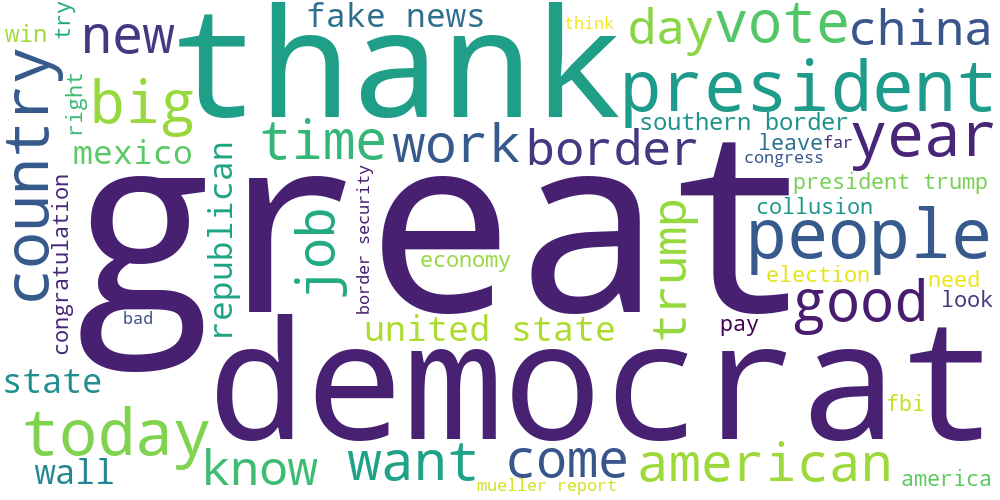 win
try
new
thank
fake news
think
day
vote
china
country
right
big
president
mexico
time
work
border
southern border
leave
far
congress
year
great
republican
job
border security
congratulation
trump
president trump
collusion
people
economy
election
need
good
look
bad
united state
pay
democrat
state
today
wall
know
want
come
mueller report
american
fbi
america